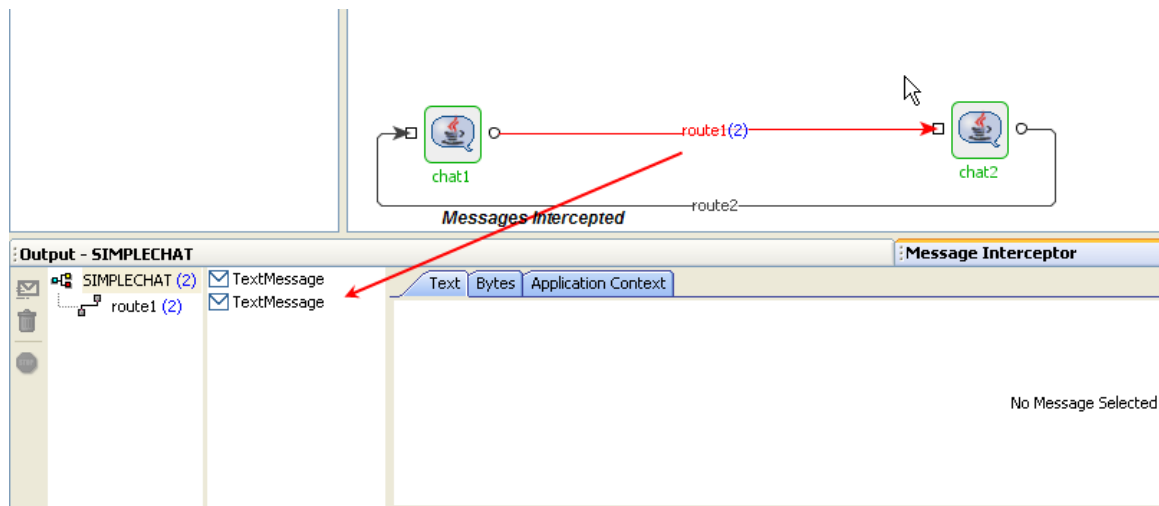 route1(2)
chat1
chat2
route2
Messages Intercepted
Output - SIMPLECHAT
Message Interceptor
SIMPLECHAT (2)
route1 (2)
TextMessage
TextMessage
Text
Bytes
Application Context
STOP
No Message Selected